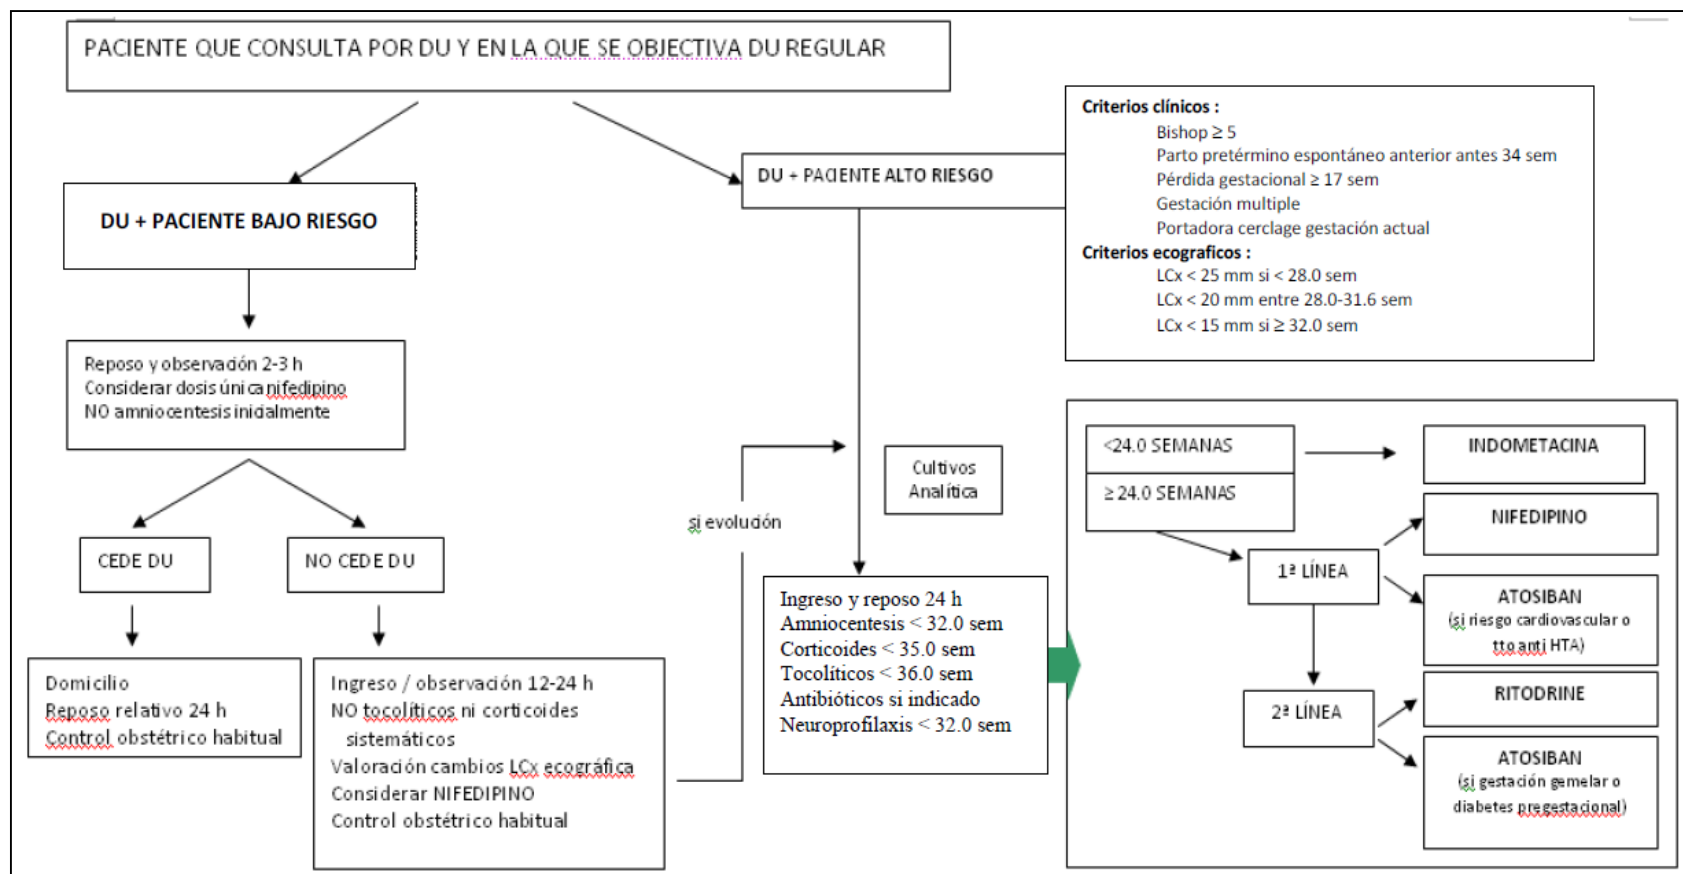 PACIENTE QUE CONSULTA POR DU Y EN LA QUE SE OBJECTIVA DU REGULAR
DU + PACIENTE BAJO RIESGO
Reposo y observación 2-3 h
Considerar dosis única nifedipino
NO amniocentesis inicialmente
CEDE DU
NO CEDE DU
Domicilio
Reposo relativo 24 h
Control obstétrico habitual
Ingreso / observación 12-24 h
NO tocolíticos ni corticoides
sistemáticos
Valoración cambios LCx ecográfica
Considerar NIFEDIPINO
Control obstétrico habitual
si evolución
DU + PACIENTE ALTO RIESGO
Criterios clínicos :
Bishop ≥ 5
Parto pretérmino espontáneo anterior antes 34 sem
Pérdida gestacional ≥ 17 sem
Gestación multiple
Portadora cerclage gestación actual
Criterios ecograficos :
LCx < 25 mm si < 28.0 sem
LCx < 20 mm entre 28.0-31.6 sem
LCx < 15 mm si ≥ 32.0 sem
Cultivos
Analítica
Ingreso y reposo 24 h
Amniocentesis < 32.0 sem
Corticoides < 35.0 sem
Tocolíticos < 36.0 sem
Antibióticos si indicado
Neuroprofilaxis < 32.0 sem
<24.0 SEMANAS
≥ 24.0 SEMANAS
INDOMETACINA
1ª LÍNEA
NIFEDIPINO
ATOSIBAN
(si riesgo cardiovascular o
tto anti HTA)
2ª LÍNEA
RITODRINE
ATOSIBAN
(si gestación gemelar o
diabetes pregestacional)